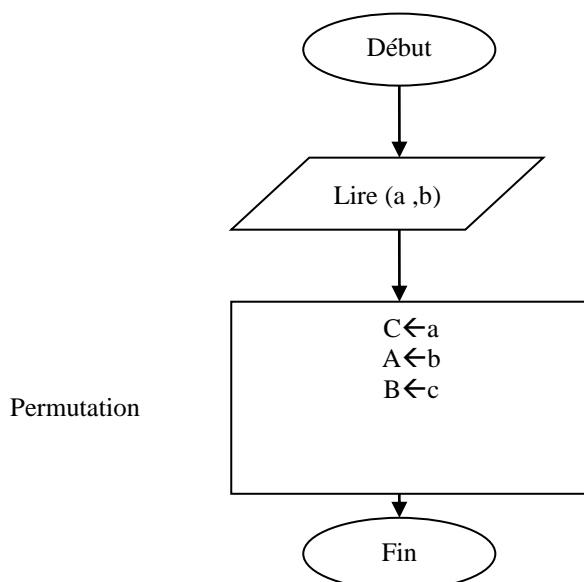 Début
Lire (a ,b)
C←a
A←b
B←c
Permutation
Fin